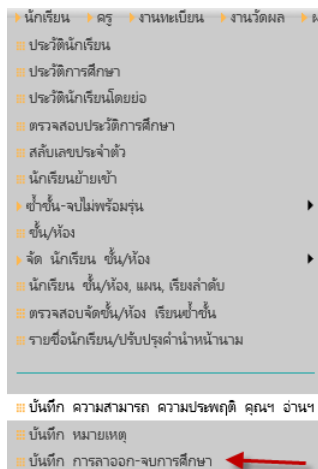 นักเรียน ครู งานทะเบียน งานวัดผล
ประวัตินักเรียน
ประวัติการศึกษา
ประวัตินักเรียนโดยย่อ
ตรวจสอบประวัติการศึกษา
สลับเลขประจำตัว
นักเรียนย้ายเข้า
ซ้ำชั้น-จบไม่พร้อมรุ่น
ชั้น/ห้อง
จัด นักเรียน ชั้น/ห้อง
นักเรียน ชั้น/ห้อง, แผน, เรียงลำดับ
ตรวจสอบจัดชั้น/ห้อง เรียนซ้ำชั้น
รายชื่อนักเรียน/ปรับปรุงคำนำหน้านาม
บันทึก ความสามารถ ความประพฤติ คุณฯ อ่านฯ
บันทึก หมายเหตุ
บันทึก การลาออก-จบการศึกษา